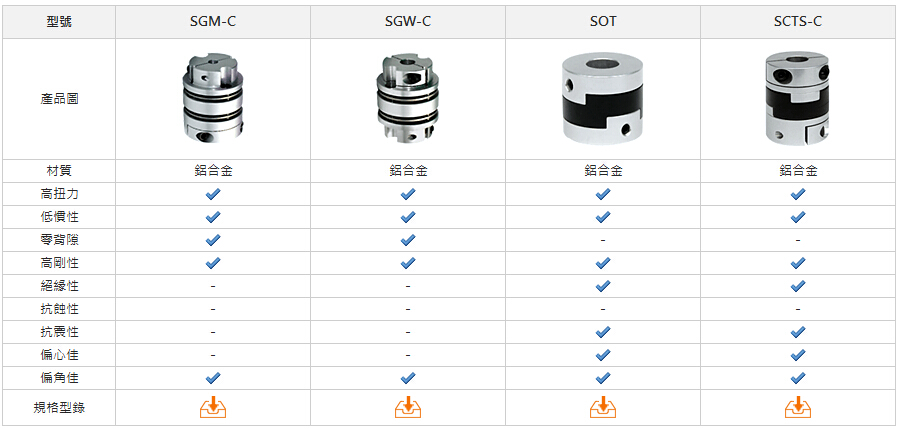 型號 SGM-C SGW-C SOT SCTS-C
產品圖
材質 鋁合金 鋁合金 鋁合金 鋁合金
高扭力 ✔ ✔ ✔ ✔
低慣性 ✔ ✔ ✔ ✔
零背隙 ✔ ✔ - -
高剛性 ✔ ✔ ✔ ✔
絕緣性 - - ✔ ✔
抗蝕性 - - - -
抗震性 - - ✔ ✔
偏心佳 - - ✔ ✔
偏角佳 ✔ ✔ ✔ ✔
規格型錄